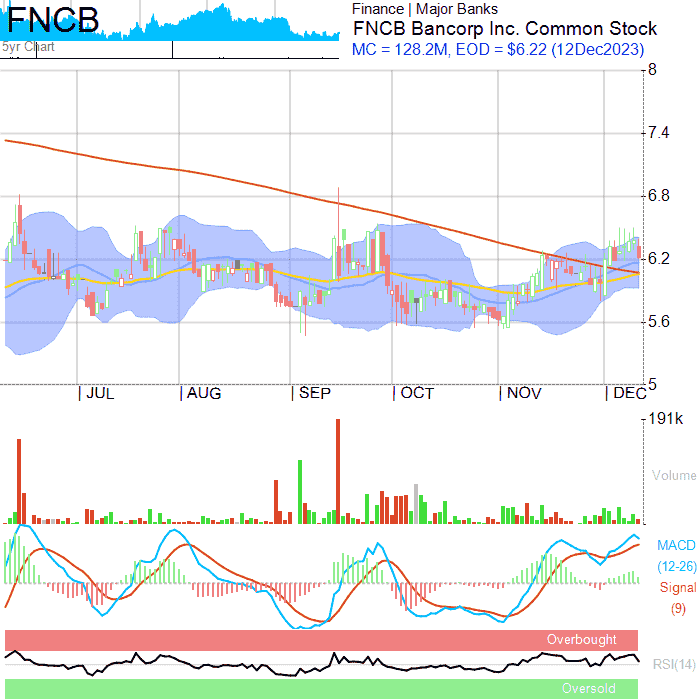 FNCB
5yr Chart
Finance | Major Banks
FNCB Bancorp Inc. Common Stock
MC = 128.2M, EOD = $6.22 (12Dec2023)
8
7.4
6.8
6.2
5.6
5
JUL AUG SEP OCT NOV DEC
191k
Volume
MACD
(12-26)
Signal
(9)
Overbought
RSI(14)
Oversold